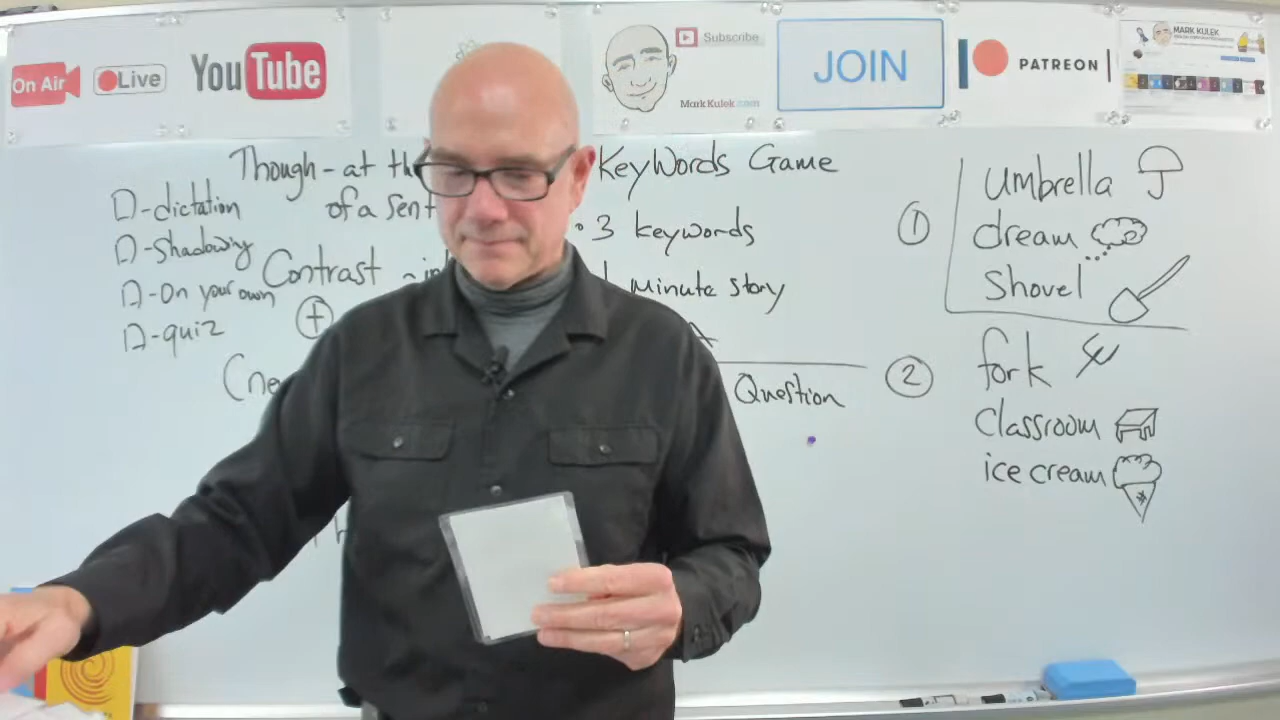 On Air
Live
YouTube
Subscribe
MarkKulek.com
JOIN
PATREON
MARK KULEK
Though - at th
of a sent
D - dictation
D - Shadowing
D - On your own
D - quiz
Contrast
+
KeyWords Game
• 3 keywords
minute story
Question
1
Umbrella
dream
Shovel
2
fork
Classroom
ice cream